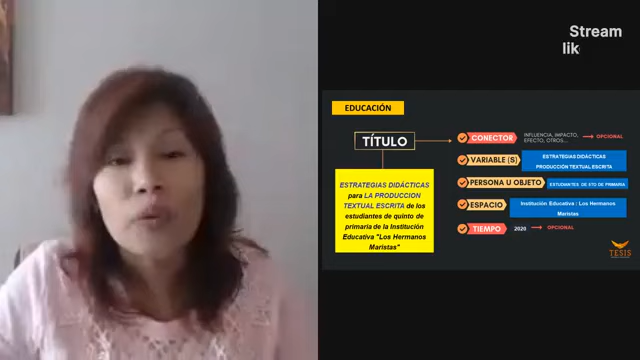 Stream
lik
EDUCACIÓN
TÍTULO
CONECTOR
INFLUENCIA, IMPACTO,
EFECTO, OTROS...
OPCIONAL
VARIABLE (S)
ESTRATEGIAS DIDÁCTICAS
PRODUCCIÓN TEXTUAL ESCRITA
PERSONA U OBJETO
ESTUDIANTES DE 5TO DE PRIMARIA
ESPACIO
Institución Educativa : Los Hermanos
Maristas
TIEMPO
2020
OPCIONAL
ESTRATEGIAS DIDÁCTICAS
para LA PRODUCCION
TEXTUAL ESCRITA de los
estudiantes de quinto de
primaria de la Institución
Educativa "Los Hermanos
Maristas"
TESIS